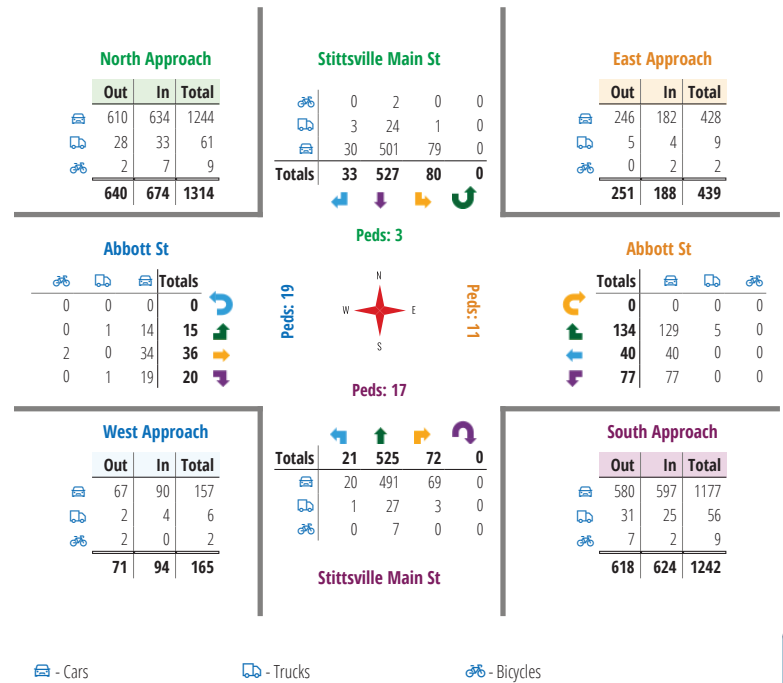 North Approach
Out In Total
610 634 1244
28 33 61
2 7 9
640 674 1314
Stittsville Main St
0 2 0 0
3 24 1 0
30 501 79 0
Totals 33 527 80 0
Peds: 3
East Approach
Out In Total
246 182 428
5 4 9
0 2 2
251 188 439
Abbott St
Totals
0 0 0 0
0 1 14 15
2 0 34 36
0 1 19 20
Peds: 19
N
W E
S
Peds: 11
Abbott St
Totals
0 0 0 0
134 129 5 0
40 40 0 0
77 77 0 0
Peds: 17
West Approach
Out In Total
67 90 157
2 4 6
2 0 2
71 94 165
Totals 21 525 72 0
20 491 69 0
1 27 3 0
0 7 0 0
Stittsville Main St
South Approach
Out In Total
580 597 1177
31 25 56
7 2 9
618 624 1242
- Cars
- Trucks
- Bicycles